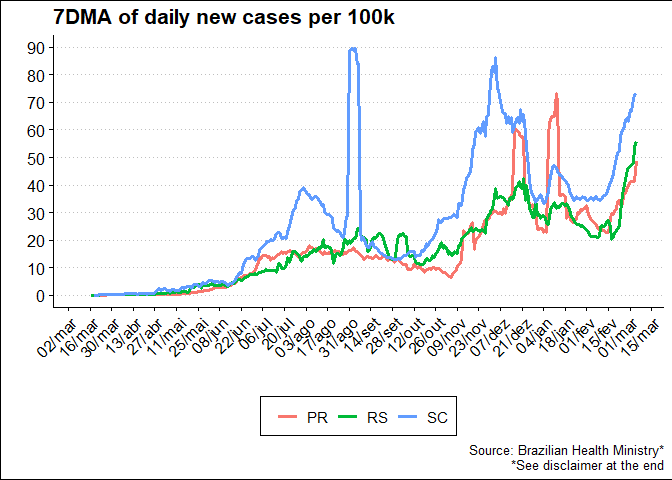 7DMA of daily new cases per 100k
90
80
70
60
50
40
30
20
10
0
02/mar
16/mar
30/mar
13/abr
27/abr
11/mai
25/mai
08/jun
22/jun
06/jul
20/jul
03/ago
17/ago
31/ago
14/set
28/set
12/out
26/out
09/nov
23/nov
07/dez
21/dez
04/jan
18/jan
01/fev
15/fev
01/mar
15/mar
PR RS SC
Source: Brazilian Health Ministry*
*See disclaimer at the end